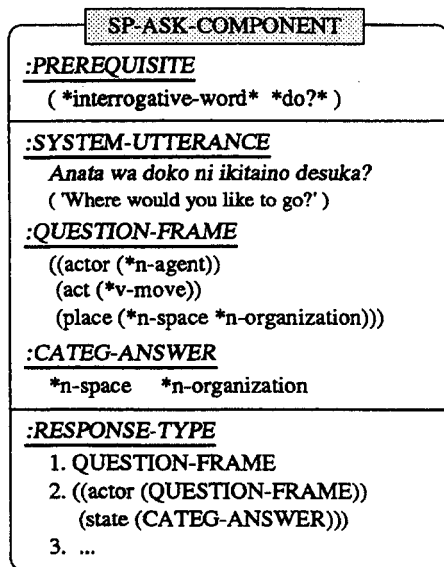 SP-ASK-COMPONENT
:PREREQUISITE
( *interrogative-word* *do?* )
:SYSTEM-UTTERANCE
Anata wa doko ni ikitaino desuka?
( 'Where would you like to go?' )
:QUESTION-FRAME
((actor (*n-agent))
(act (*v-move))
(place (*n-space *n-organization)))
:CATEG-ANSWER
*n-space *n-organization
:RESPONSE-TYPE
1. QUESTION-FRAME
2. ((actor (QUESTION-FRAME))
(state (CATEG-ANSWER)))
3. ...